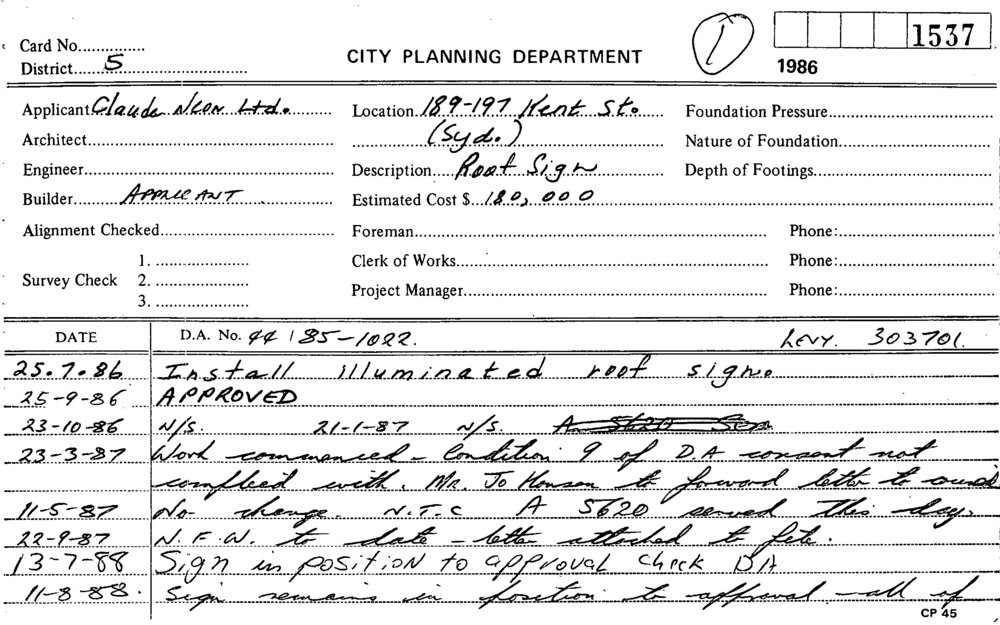 Card No...............
District.....5...........................
CITY PLANNING DEPARTMENT
1
1537
1986
Applicant Claude Neon Ltd.
Location 189-197 Kent St.
Foundation Pressure
Architect
(Syd.)
Nature of Foundation
Engineer
Description Roof Sign
Depth of Footings
Builder APPLICANT
Estimated Cost $ 180,000
Alignment Checked
Foreman
Phone:
1.
Clerk of Works
Phone:
Survey Check 2.
Project Manager
Phone:
3.
DATE D.A. No. 44 / 85-1022. Levy. 303701.
25.7.86 Install illuminated roof sign.
25-9-86 APPROVED
23-10-86 N/S. 21-1-87 N/S. A 5620
23-3-87 Work commenced - Condition 9 of D.A consent not
complied with. Mr. Jo Hensen to forward letter to council
11-5-87 No change. N.T.C A 5620 served this day.
22-9-87 N.F.W. to date - letter attached to file.
13-7-88 Sign in position to approval check DA
11-8-88. Sign remains in position to approval - all of
CP 45